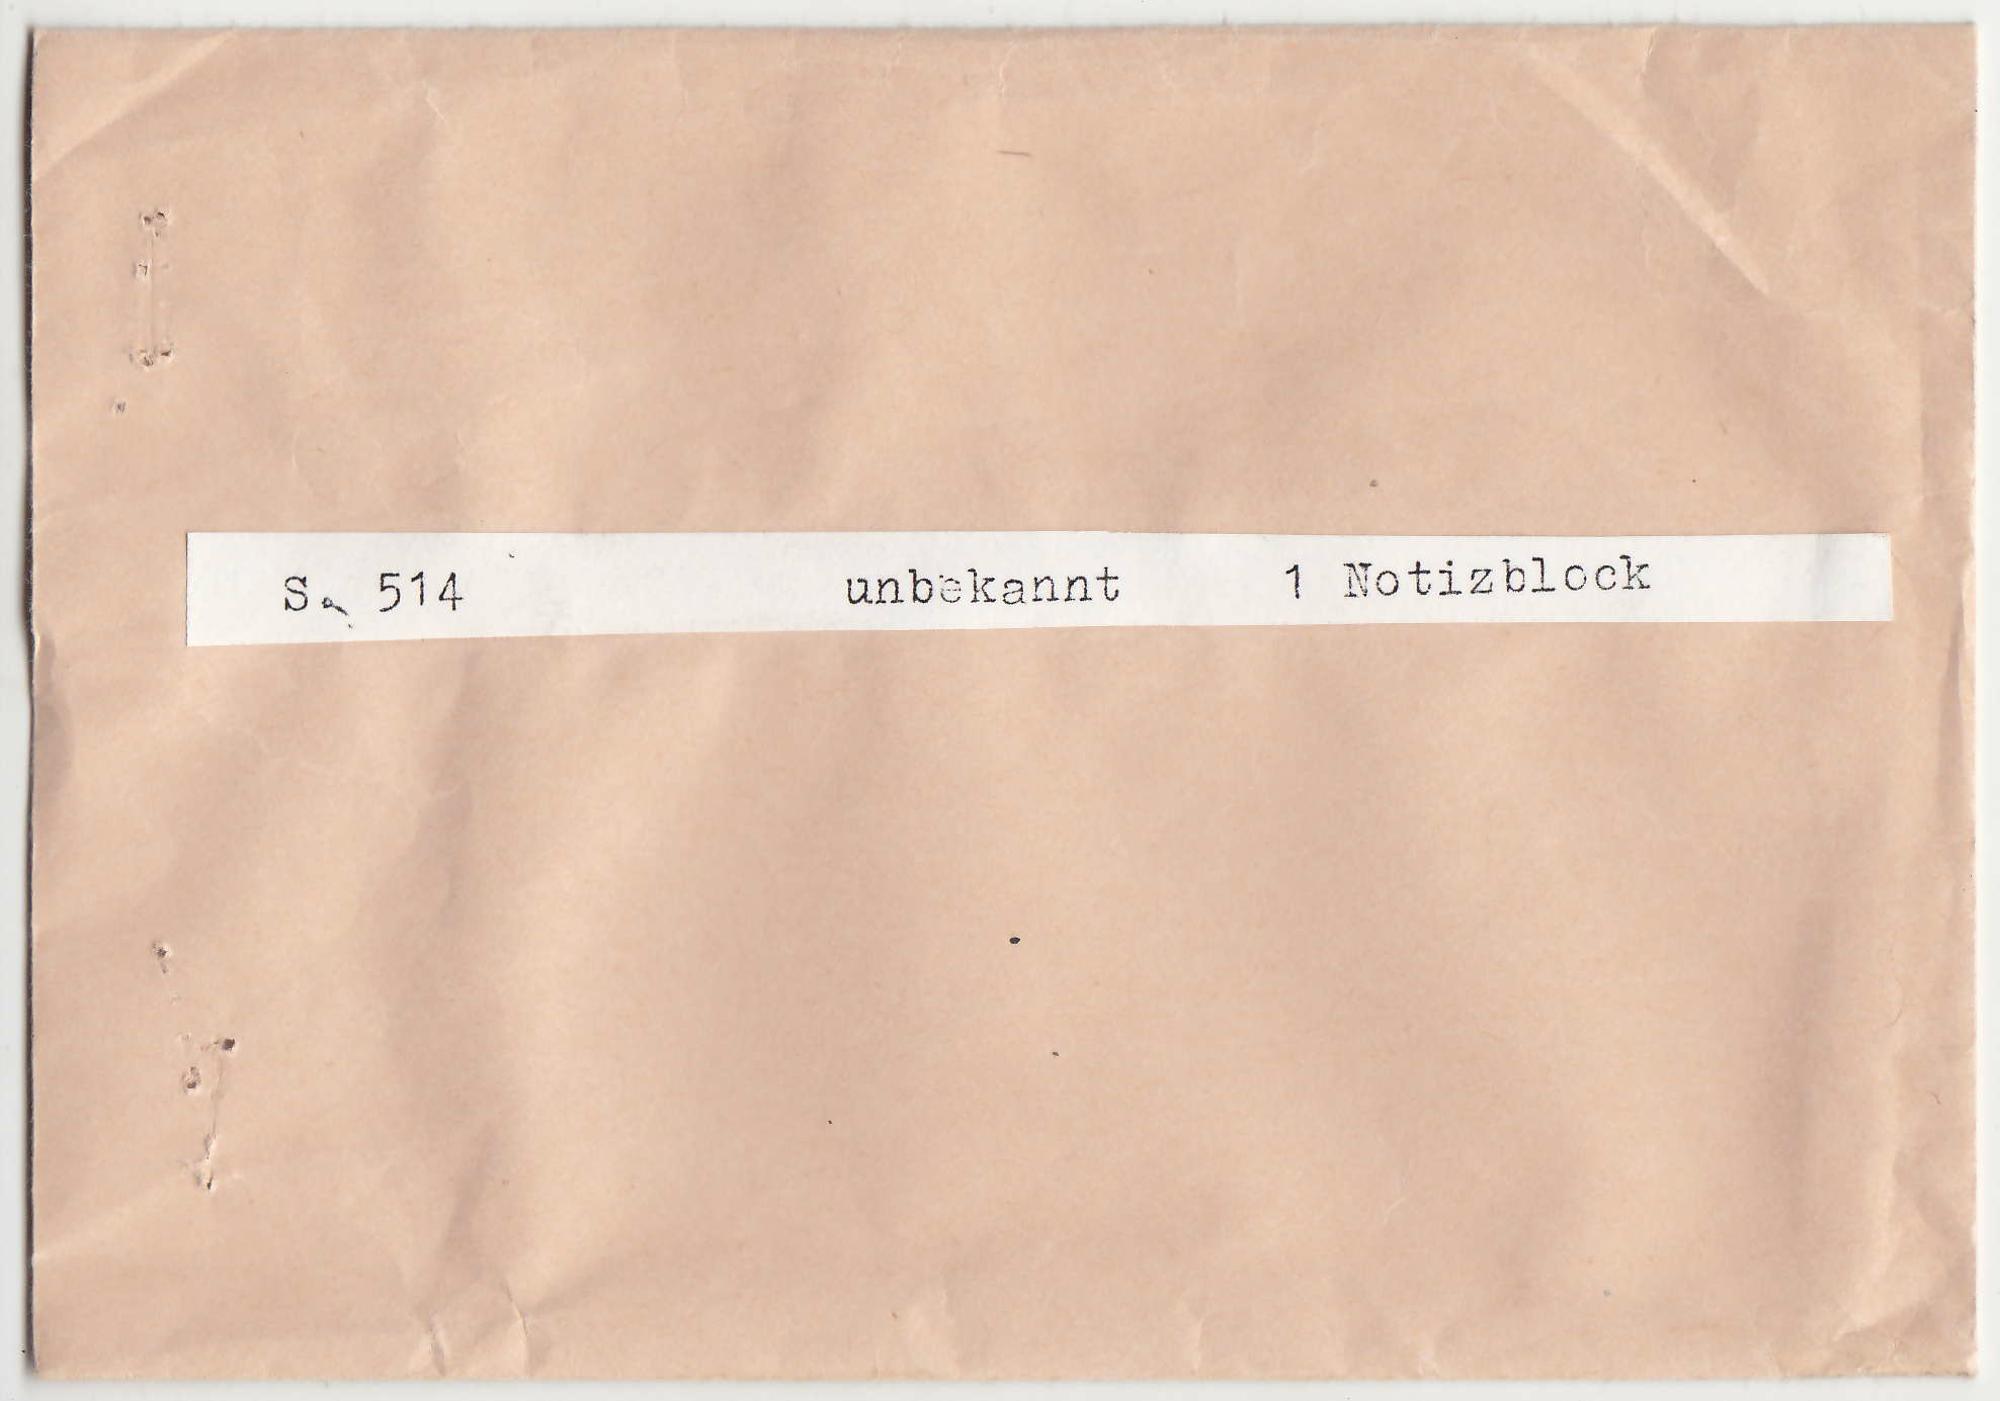 S. 514 unbekannt 1 Notizblock